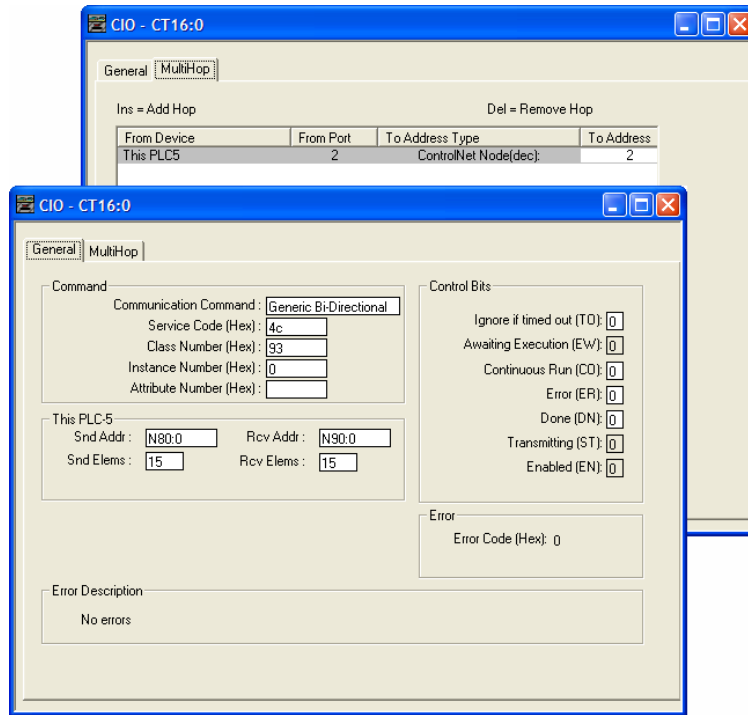 CIO - CT16:0
General MultiHop
Ins = Add Hop Del = Remove Hop
From Device From Port To Address Type To Address
This PLC5 2 ControlNet Node(dec): 2
CIO - CT16:0
General MultiHop
Command
Communication Command : Generic Bi-Directional
Service Code (Hex) : 4c
Class Number (Hex) : 93
Instance Number (Hex) : 0
Attribute Number (Hex) :
This PLC-5
Snd Addr : N80:0 Rcv Addr : N90:0
Snd Elems : 15 Rcv Elems : 15
Control Bits
Ignore if timed out (TO): 0
Awaiting Execution (EW): 0
Continuous Run (CO): 0
Error (ER): 0
Done (DN): 0
Transmitting (ST): 0
Enabled (EN): 0
Error
Error Code (Hex): 0
Error Description
No errors